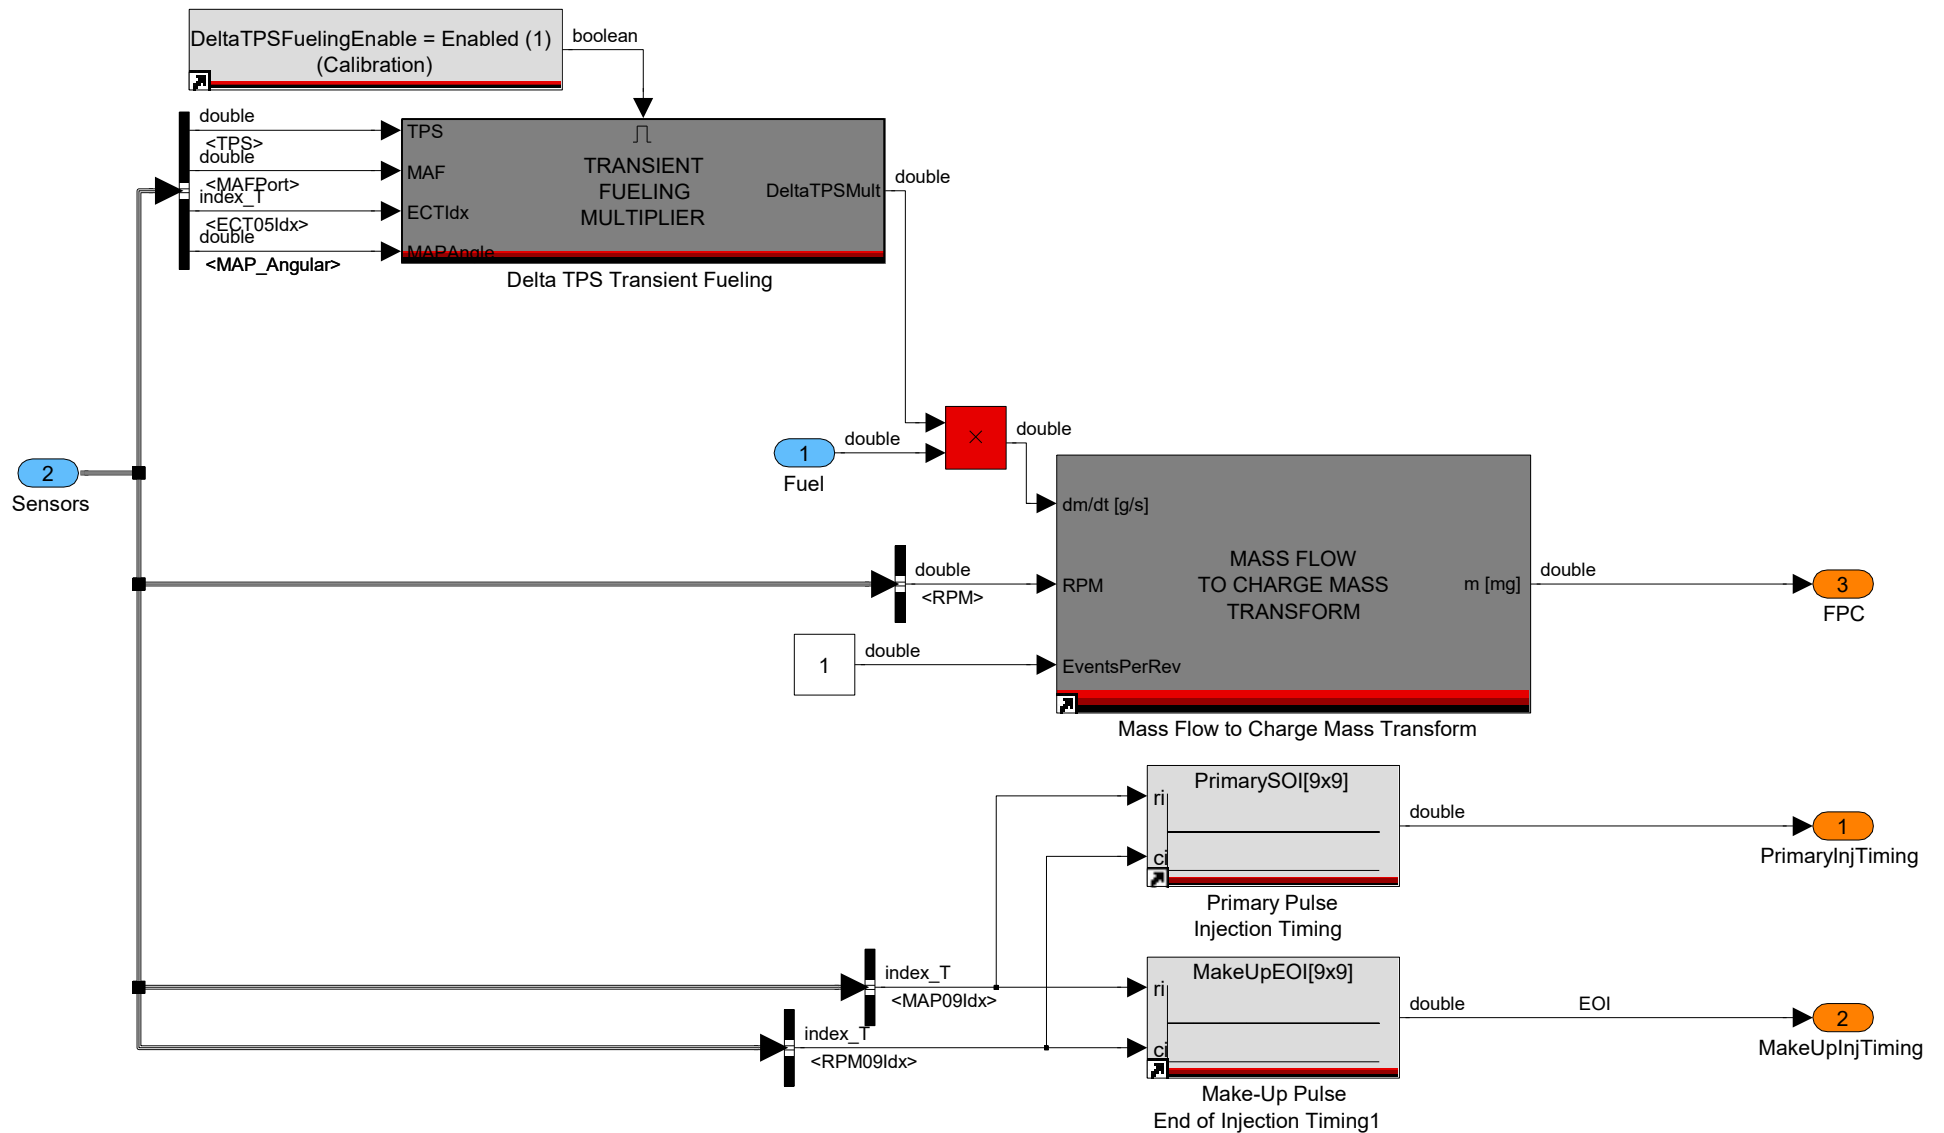 DeltaTPSFuelingEnable = Enabled (1)
(Calibration)
boolean
double
<TPS>
double
<MAFPort>
index_T
<ECT05Idx>
double
<MAP_Angular>
TPS
MAF
ECTIdx
MAPAngle
TRANSIENT
FUELING
MULTIPLIER
DeltaTPSMult
double
Delta TPS Transient Fueling
2
Sensors
1
Fuel
double
×
double
dm/dt [g/s]
double
<RPM>
RPM
1
double
EventsPerRev
MASS FLOW
TO CHARGE MASS
TRANSFORM
m [mg]
double
3
FPC
Mass Flow to Charge Mass Transform
PrimarySOI[9x9]
ri
ci
double
1
PrimaryInjTiming
Primary Pulse
Injection Timing
index_T
<MAP09Idx>
index_T
<RPM09Idx>
MakeUpEOI[9x9]
ri
ci
double
EOI
2
MakeUpInjTiming
Make-Up Pulse
End of Injection Timing1